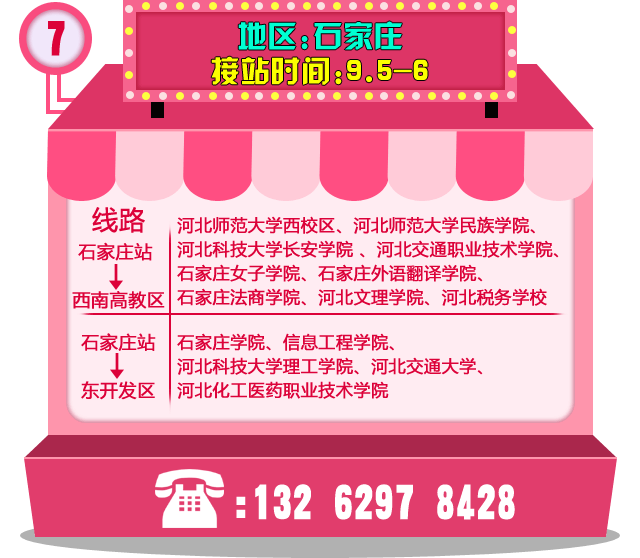 7
地区:石家庄
接站时间:9.5-6
线路
石家庄站
西南高教区
河北师范大学西校区、河北师范大学民族学院、
河北科技大学长安学院 、河北交通职业技术学院、
石家庄女子学院、石家庄外语翻译学院、
石家庄法商学院、河北文理学院、河北税务学校
石家庄站
东开发区
石家庄学院、信息工程学院、
河北科技大学理工学院、河北交通大学、
河北化工医药职业技术学院
:132 6297 8428